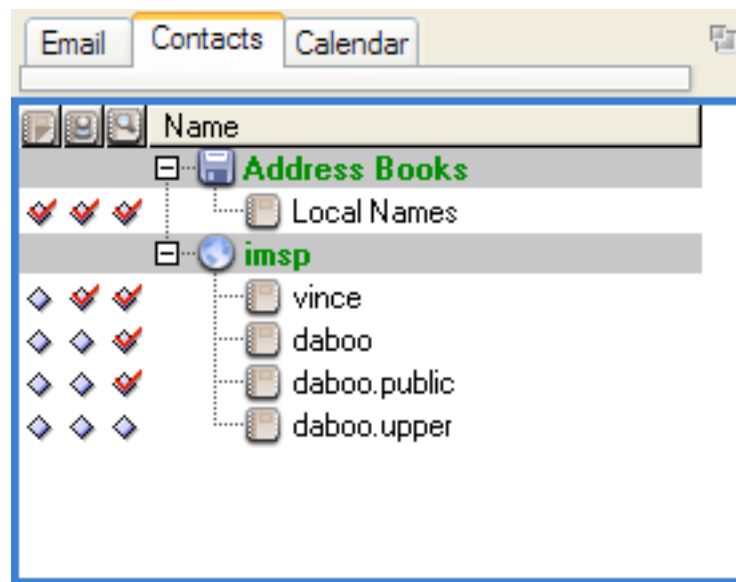 Email Contacts Calendar
Name
Address Books
Local Names
imsp
vince
daboo
daboo.public
daboo.upper